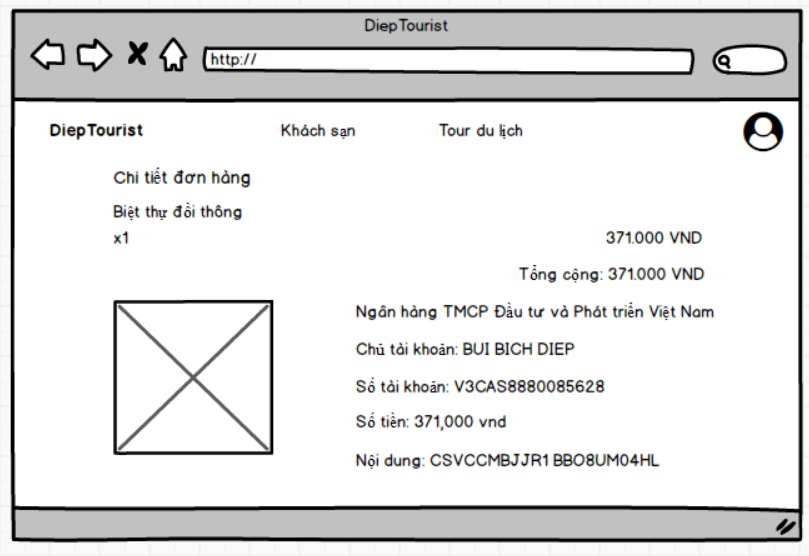 DiepTourist
http://
DiepTourist Khách sạn Tour du lịch
Chi tiết đơn hàng
Biệt thự đồi thông
x1 371.000 VND
Tổng cộng: 371.000 VND
Ngân hàng TMCP Đầu tư và Phát triển Việt Nam
Chủ tài khoản: BUI BICH DIEP
Số tài khoản: V3CAS8880085628
Số tiền: 371,000 vnd
Nội dung: CSVCCMBJJR1BBO8UM04HL